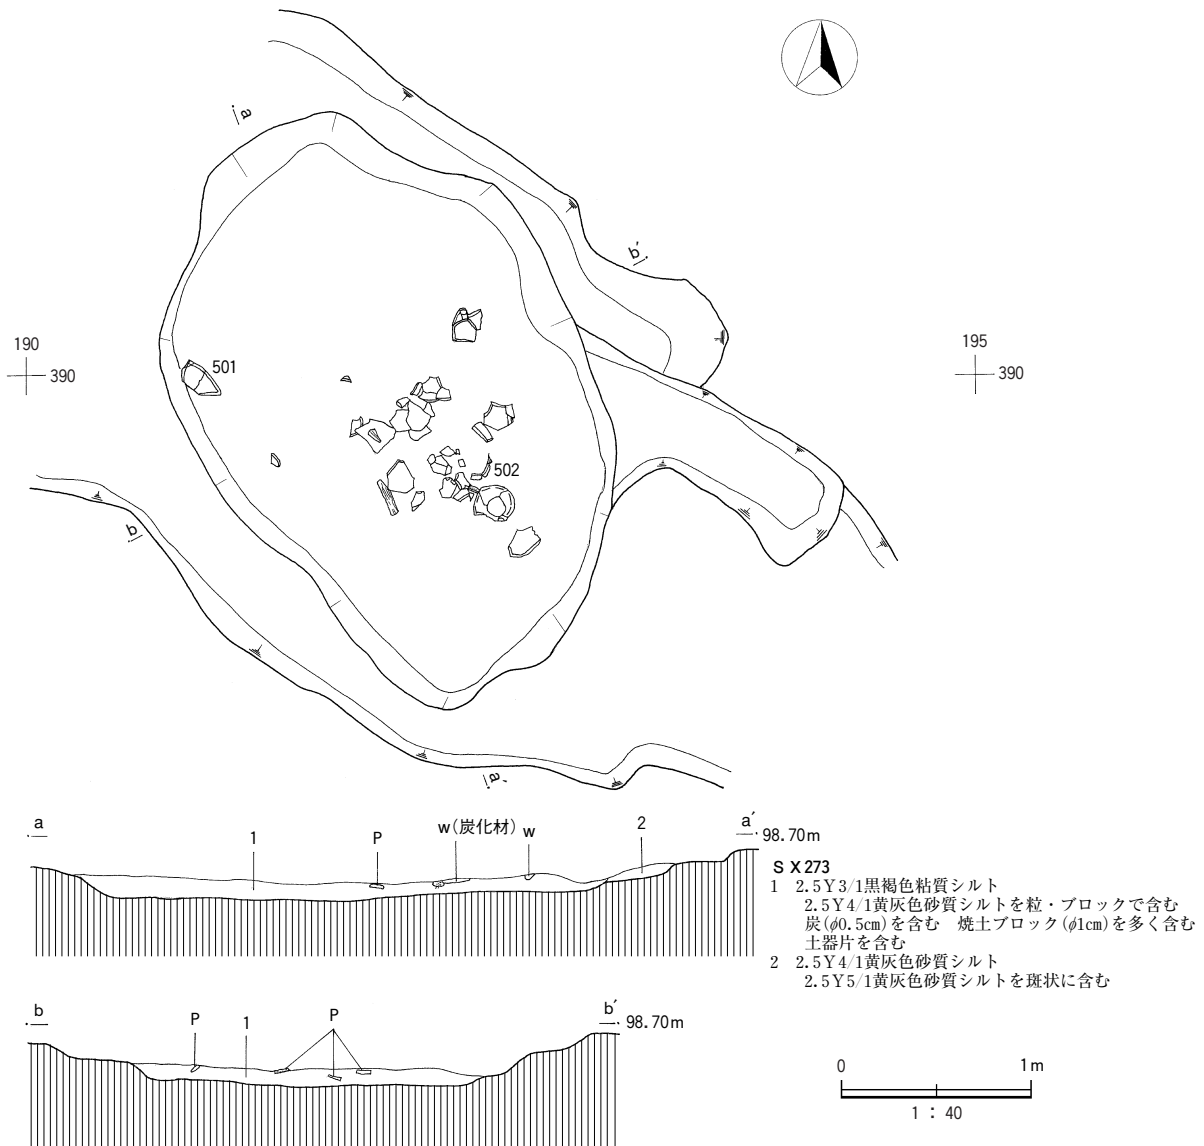 a
b′
190
390
501
195
390
502
b
a′
a
1
P
w(炭化材)
w
2
a′
98.70m
SX273
1 2.5Y3/1黒褐色粘質シルト
2.5Y4/1黄灰色砂質シルトを粒・ブロックで含む
炭(φ0.5cm)を含む 焼土ブロック(φ1cm)を多く含む
土器片を含む
2 2.5Y4/1黄灰色砂質シルト
2.5Y5/1黄灰色砂質シルトを斑状に含む
b
P
1
P
b′
98.70m
0
1m
1 : 40